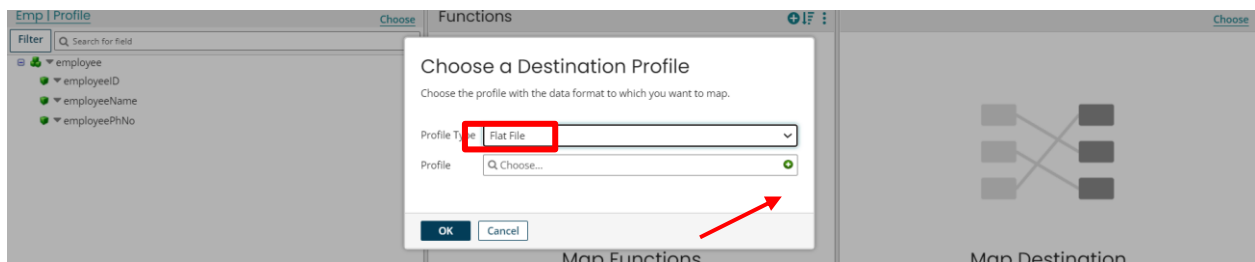 Emp | Profile
Choose
Functions
Choose
Filter
Search for field
employee
employeeID
employeeName
employeePhNo
Choose a Destination Profile
Choose the profile with the data format to which you want to map.
Profile Type
Flat File
Profile
Choose...
OK
Cancel
Map Functions
Map Destination